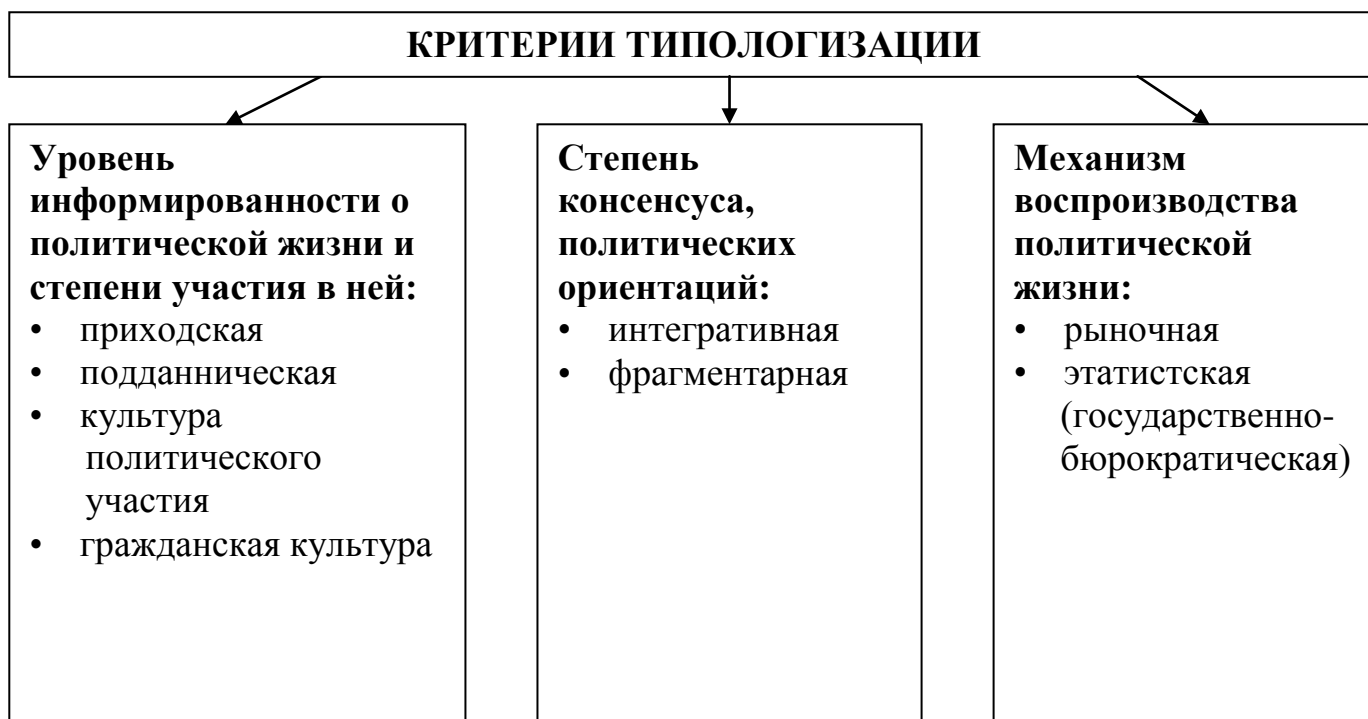 КРИТЕРИИ ТИПОЛОГИЗАЦИИ
Уровень
информированности о
политической жизни и
степени участия в ней:
• приходская
• подданническая
• культура
политического
участия
• гражданская культура
Степень
консенсуса,
политических
ориентаций:
• интегративная
• фрагментарная
Механизм
воспроизводства
политической
жизни:
• рыночная
• этатистская
(государственно-
бюрократическая)